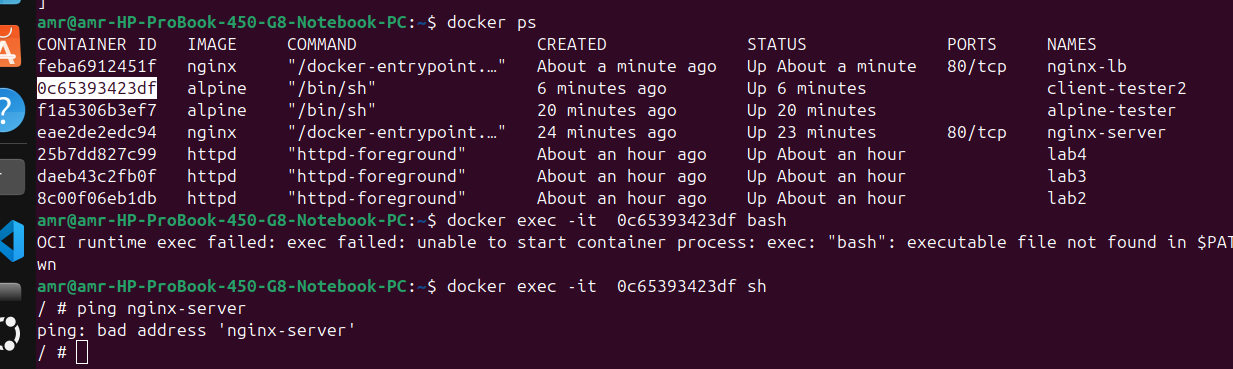 ]
amr@amr-HP-ProBook-450-G8-Notebook-PC:~$ docker ps
CONTAINER ID   IMAGE     COMMAND                  CREATED              STATUS              PORTS     NAMES
feba6912451f   nginx     "/docker-entrypoint.…"   About a minute ago   Up About a minute   80/tcp    nginx-lb
0c65393423df   alpine    "/bin/sh"                6 minutes ago        Up 6 minutes                  client-tester2
f1a5306b3ef7   alpine    "/bin/sh"                20 minutes ago       Up 20 minutes                 alpine-tester
eae2de2edc94   nginx     "/docker-entrypoint.…"   24 minutes ago       Up 23 minutes       80/tcp    nginx-server
25b7dd827c99   httpd     "httpd-foreground"       About an hour ago    Up About an hour              lab4
daeb43c2fb0f   httpd     "httpd-foreground"       About an hour ago    Up About an hour              lab3
8c00f06eb1db   httpd     "httpd-foreground"       About an hour ago    Up About an hour              lab2
amr@amr-HP-ProBook-450-G8-Notebook-PC:~$ docker exec -it  0c65393423df bash
OCI runtime exec failed: exec failed: unable to start container process: exec: "bash": executable file not found in $PAT
wn
amr@amr-HP-ProBook-450-G8-Notebook-PC:~$ docker exec -it  0c65393423df sh
/ # ping nginx-server
ping: bad address 'nginx-server'
/ #